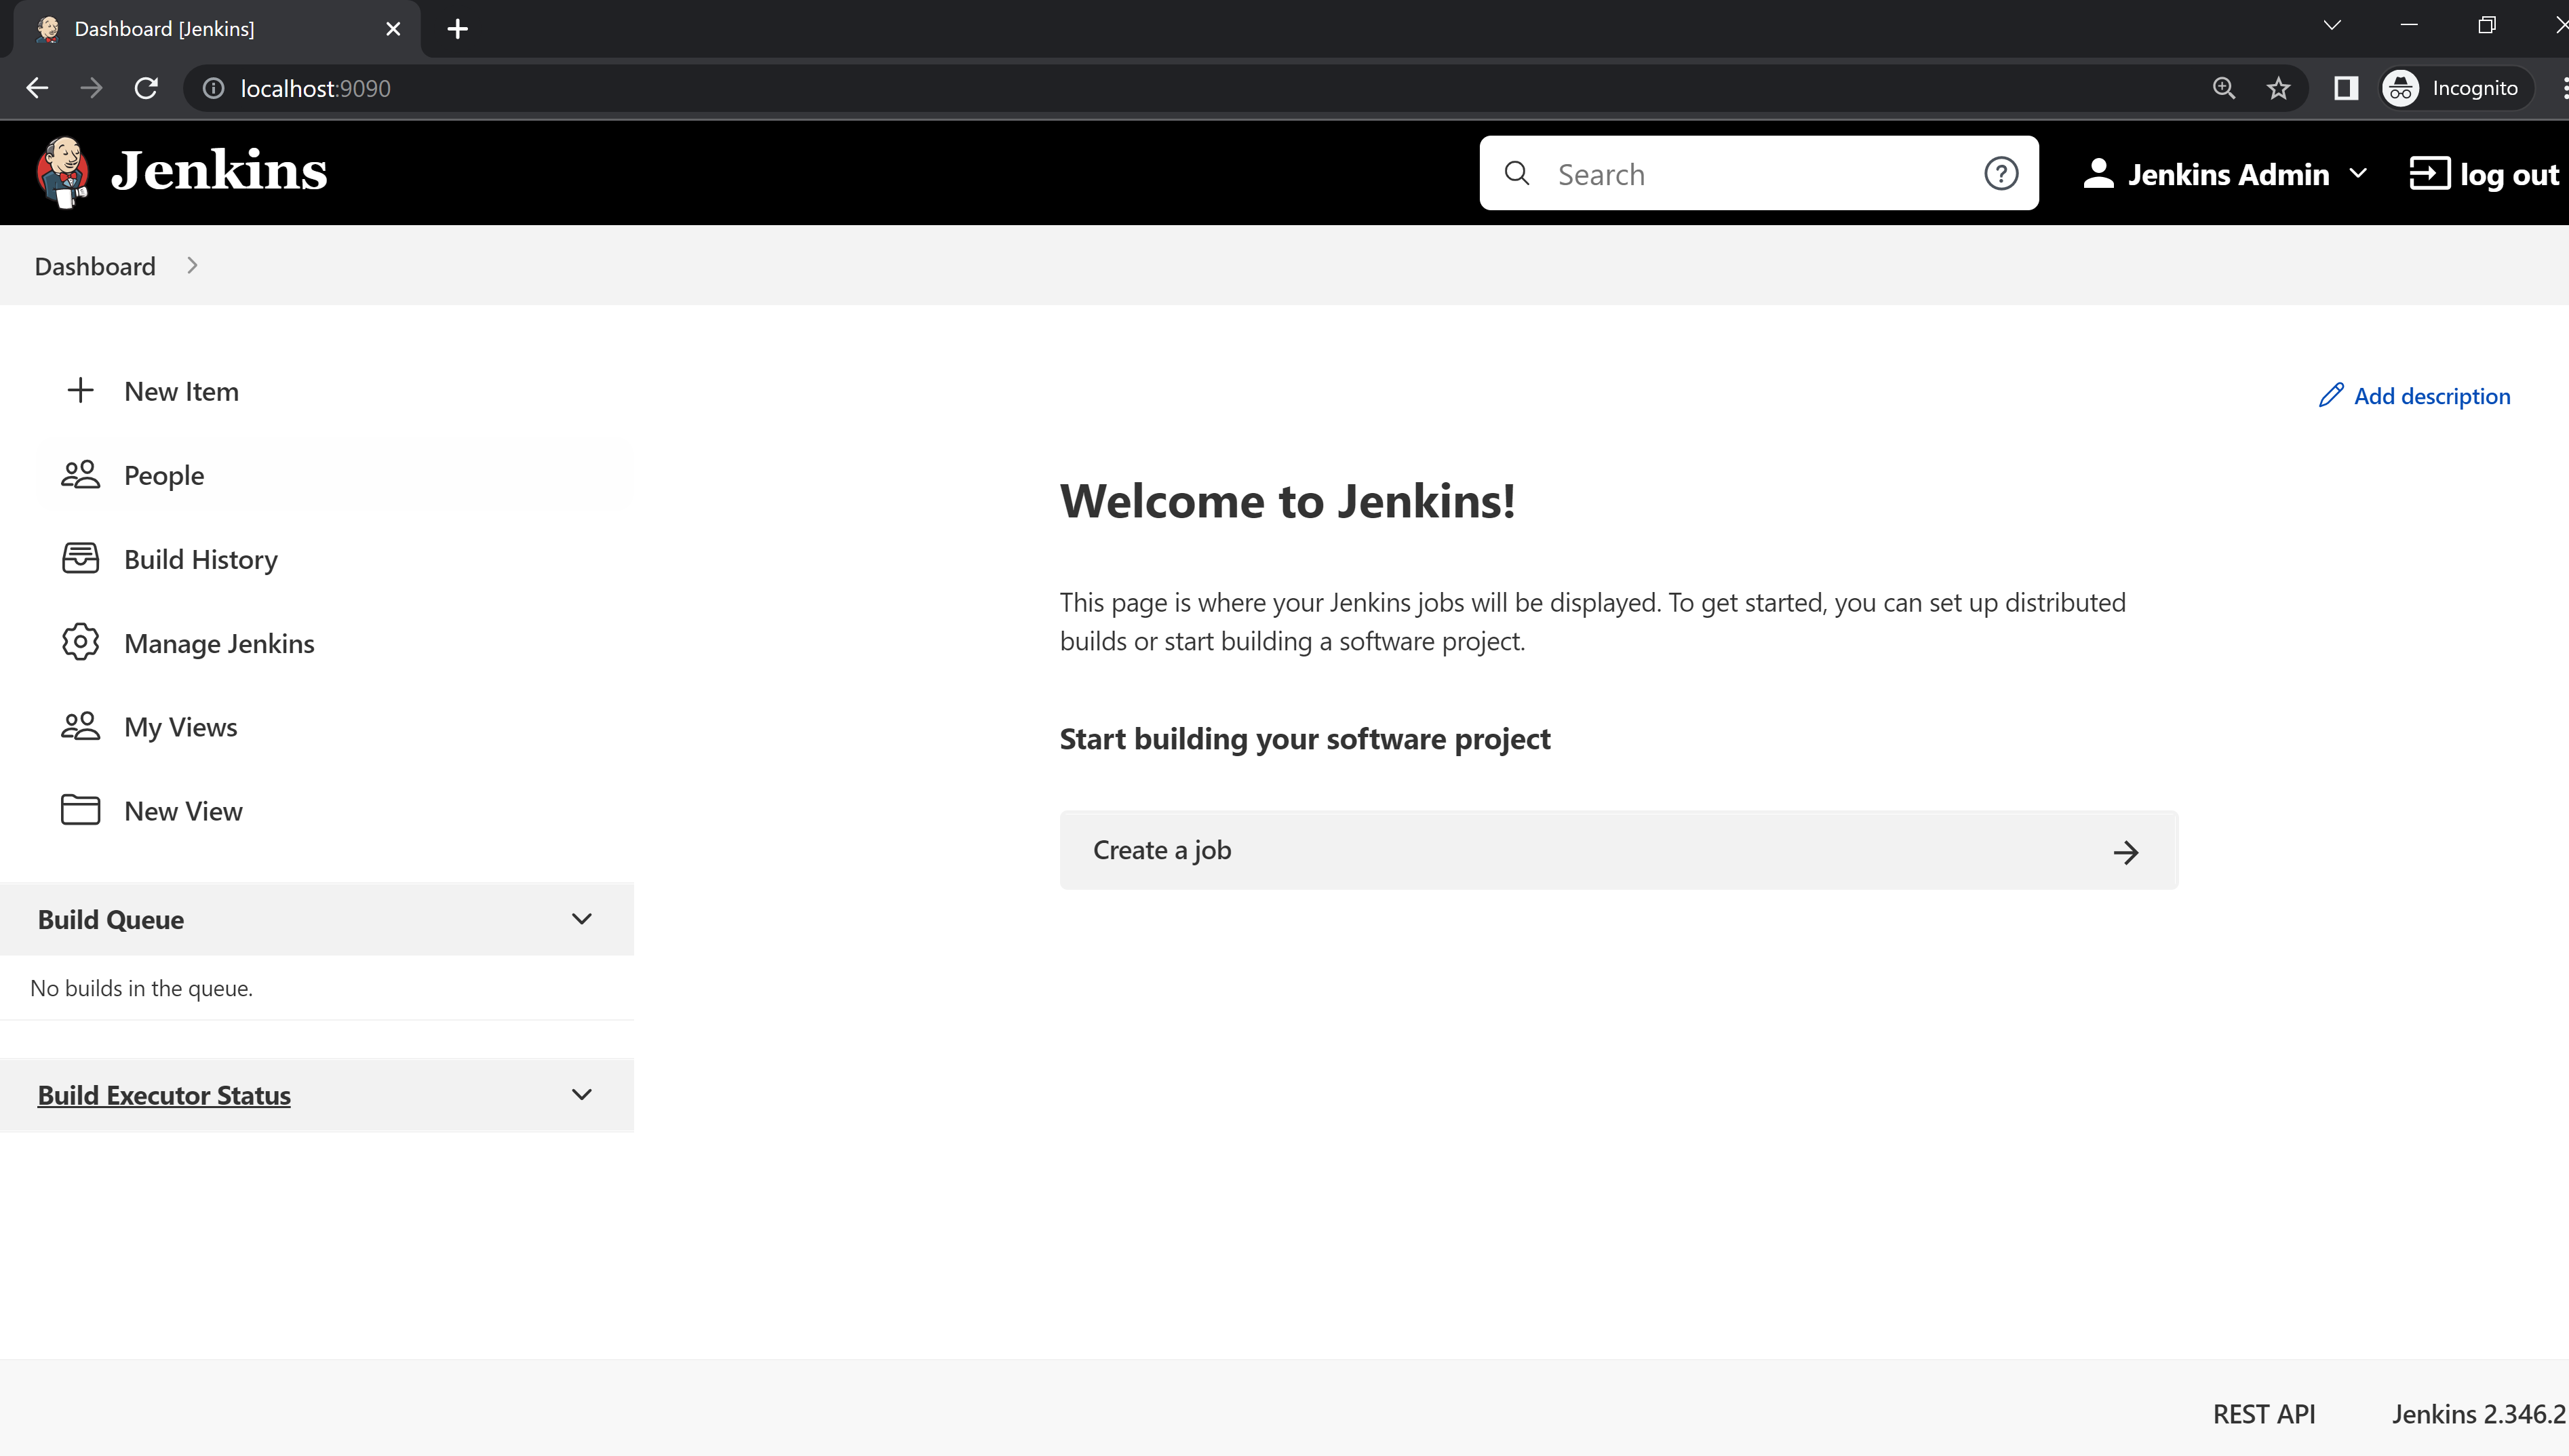 Dashboard [Jenkins]
localhost:9090
Incognito
Jenkins
Search
Jenkins Admin
log out
Dashboard
New Item
Add description
People
Build History
Manage Jenkins
My Views
New View
Welcome to Jenkins!
This page is where your Jenkins jobs will be displayed. To get started, you can set up distributed
builds or start building a software project.
Start building your software project
Create a job
Build Queue
No builds in the queue.
Build Executor Status
REST API
Jenkins 2.346.2